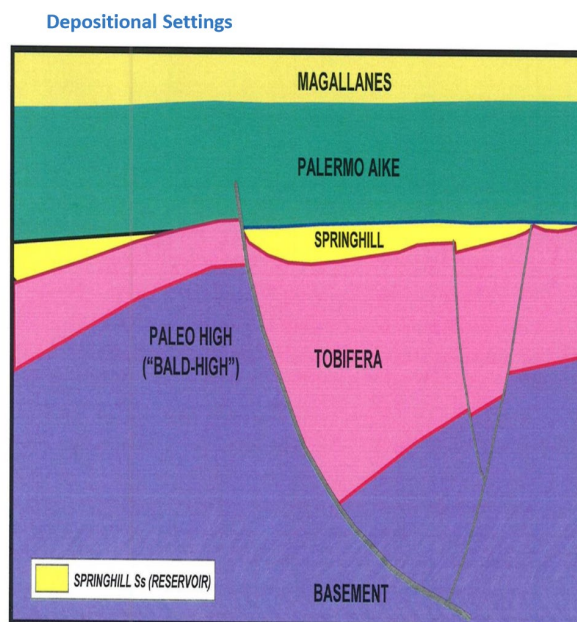 Depositional Settings
MAGALLANES
PALERMO AIKE
SPRINGHILL
PALEO HIGH
("BALD-HIGH")
TOBIFERA
SPRINGHILL Ss (RESERVOIR)
BASEMENT